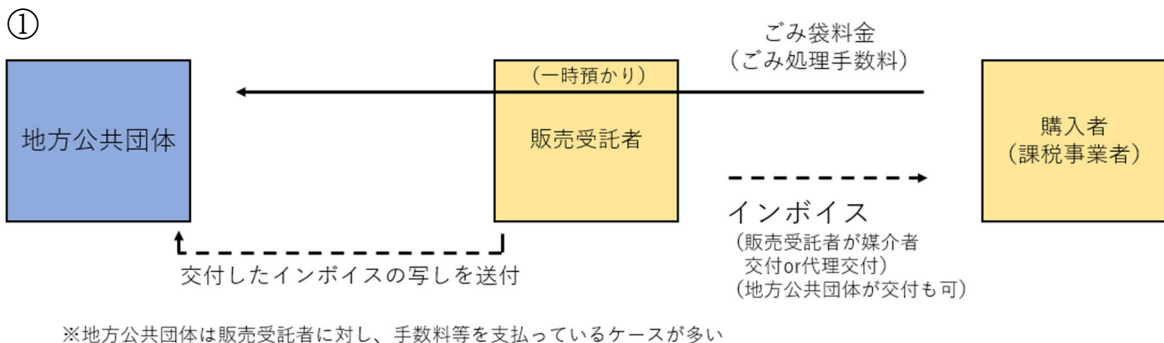 ①
ごみ袋料金
（ごみ処理手数料）
（一時預かり）
地方公共団体
販売受託者
購入者
（課税事業者）
インボイス
（販売受託者が媒介者
交付or代理交付）
（地方公共団体が交付も可）
交付したインボイスの写しを送付
※地方公共団体は販売受託者に対し、手数料等を支払っているケースが多い